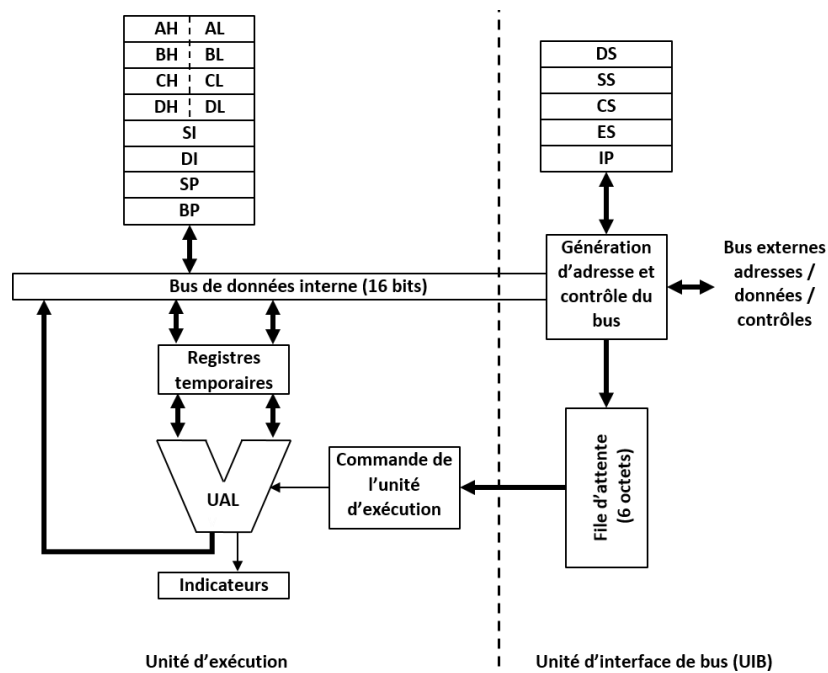 AH AL
BH BL
CH CL
DH DL
SI
DI
SP
BP
DS
SS
CS
ES
IP
Génération
d'adresse et
contrôle du
bus
Bus externes
adresses /
données /
contrôles
Bus de données interne (16 bits)
Registres
temporaires
UAL
Commande de
l'unité
d'exécution
File d'attente
(6 octets)
Indicateurs
Unité d'exécution
Unité d'interface de bus (UIB)